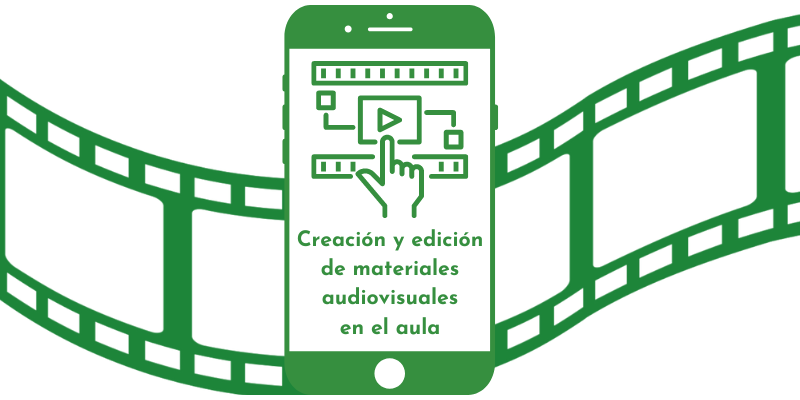 Creación y edición
de materiales
audiovisuales
en el aula